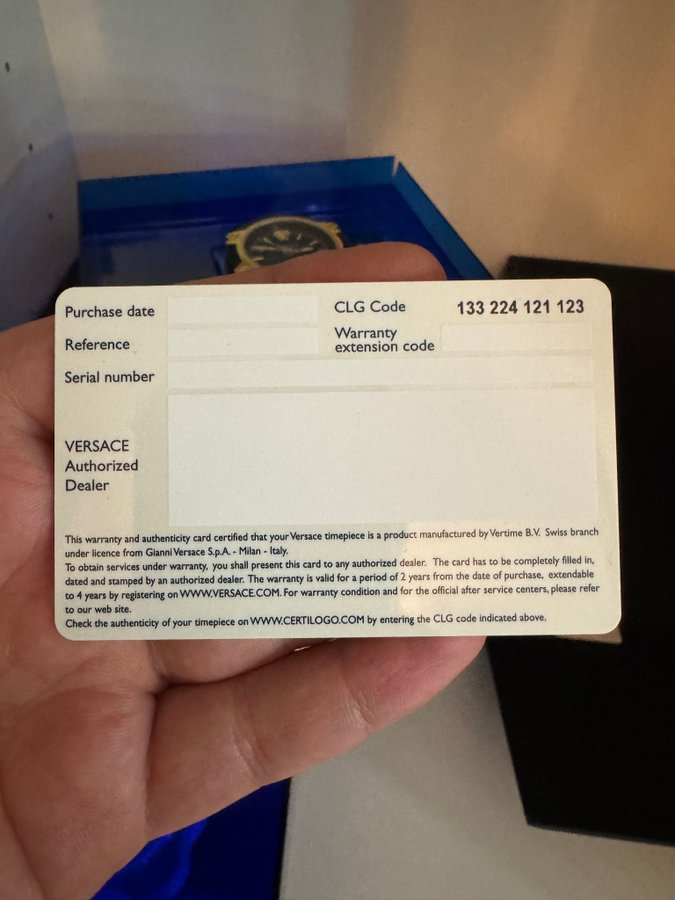 Purchase date
CLG Code 133 224 121 123
Reference
Warranty
extension code
Serial number
VERSACE
Authorized
Dealer
This warranty and authenticity card certified that your Versace timepiece is a product manufactured by Vertime B.V. Swiss branch
under licence from Gianni Versace S.p.A. - Milan - Italy.
To obtain services under warranty, you shall present this card to any authorized dealer. The card has to be completely filled in,
dated and stamped by an authorized dealer. The warranty is valid for a period of 2 years from the date of purchase, extendable
to 4 years by registering on WWW.VERSACE.COM. For warranty condition and for the official after service centers, please refer
to our web site.
Check the authenticity of your timepiece on WWW.CERTILOGO.COM by entering the CLG code indicated above.